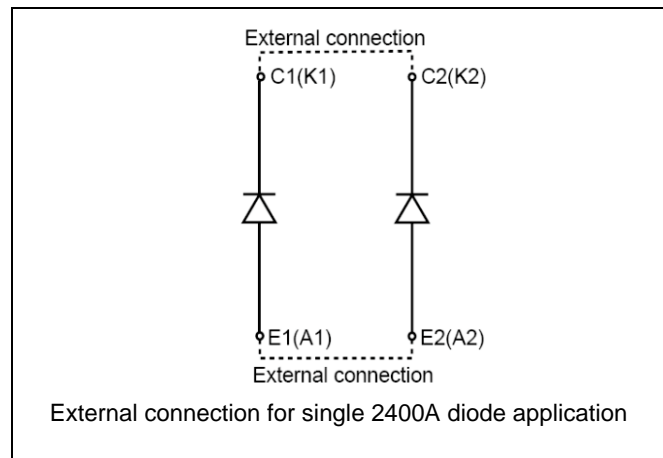 External connection
C1(K1) C2(K2)
E1(A1) E2(A2)
External connection
External connection for single 2400A diode application